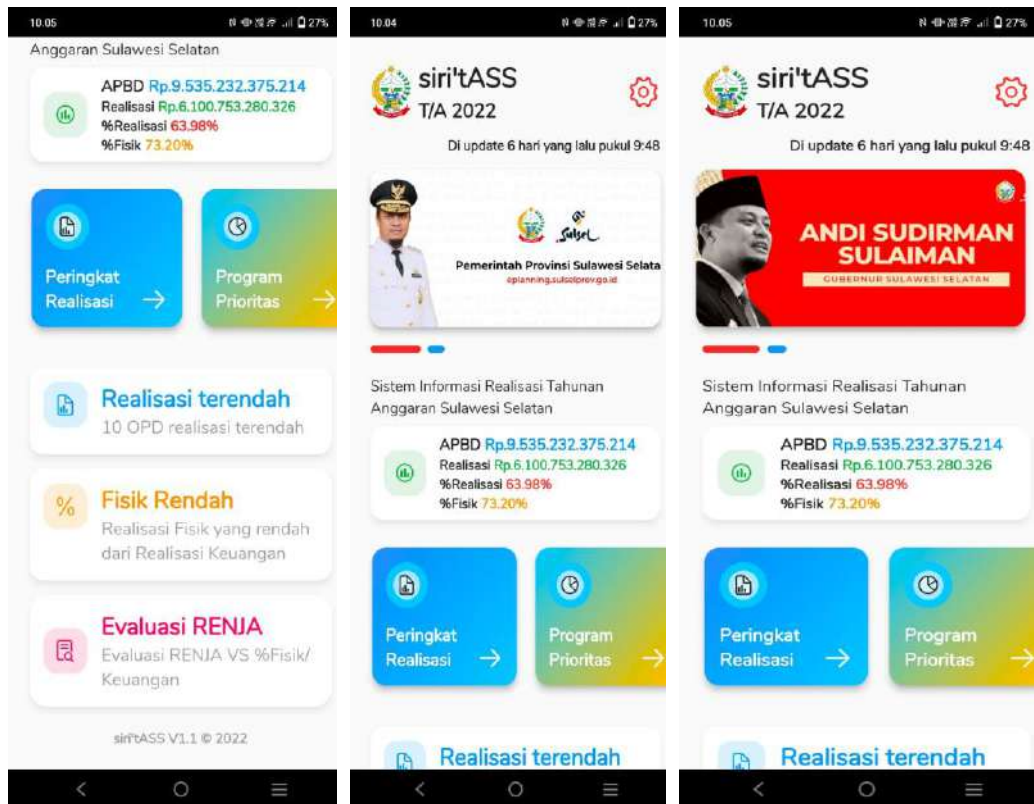 10.05
27%
Anggaran Sulawesi Selatan
APBD Rp.9.535.232.375.214
Realisasi Rp.6.100.753.280.326
%Realisasi 63.98%
%Fisik 73.20%
Peringkat
Realisasi
Program
Prioritas
Realisasi terendah
10 OPD realisasi terendah
%
Fisik Rendah
Realisasi Fisik yang rendah
dari Realisasi Keuangan
Evaluasi RENJA
Evaluasi RENJA VS %Fisik/
Keuangan
siri'tASS V1.1 © 2022
10.04
27%
siri'tASS
T/A 2022
Di update 6 hari yang lalu pukul 9:48
Sulsel
Pemerintah Provinsi Sulawesi Selata
eplanning.sulselprov.go.id
Sistem Informasi Realisasi Tahunan
Anggaran Sulawesi Selatan
APBD Rp.9.535.232.375.214
Realisasi Rp.6.100.753.280.326
%Realisasi 63.98%
%Fisik 73.20%
Peringkat
Realisasi
Program
Prioritas
Realisasi terendah
10.05
27%
siri'tASS
T/A 2022
Di update 6 hari yang lalu pukul 9:48
ANDI SUDIRMAN
SULAIMAN
GUBERNUR SULAWESI SELATAN
Sistem Informasi Realisasi Tahunan
Anggaran Sulawesi Selatan
APBD Rp.9.535.232.375.214
Realisasi Rp.6.100.753.280.326
%Realisasi 63.98%
%Fisik 73.20%
Peringkat
Realisasi
Program
Prioritas
Realisasi terendah